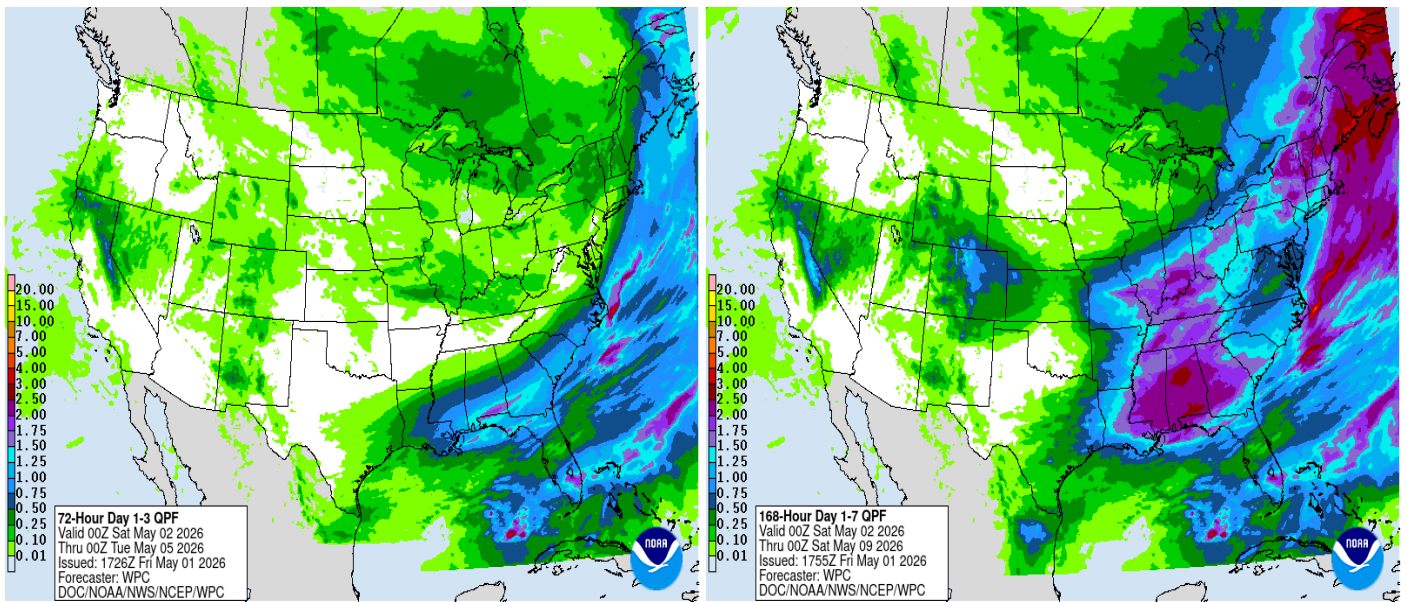 20.00
15.00
10.00
7.00
5.00
4.00
3.00
2.50
2.00
1.75
1.50
1.25
1.00
0.75
0.50
0.25
0.10
0.01
72-Hour Day 1-3 QPF
Valid 00Z Sat May 02 2026
Thru 00Z Tue May 05 2026
Issued: 1726Z Fri May 01 2026
Forecaster: WPC
DOC/NOAA/NWS/NCEP/WPC
NOAA
20.00
15.00
10.00
7.00
5.00
4.00
3.00
2.50
2.00
1.75
1.50
1.25
1.00
0.75
0.50
0.25
0.10
0.01
168-Hour Day 1-7 QPF
Valid 00Z Sat May 02 2026
Thru 00Z Sat May 09 2026
Issued: 1755Z Fri May 01 2026
Forecaster: WPC
DOC/NOAA/NWS/NCEP/WPC
NOAA